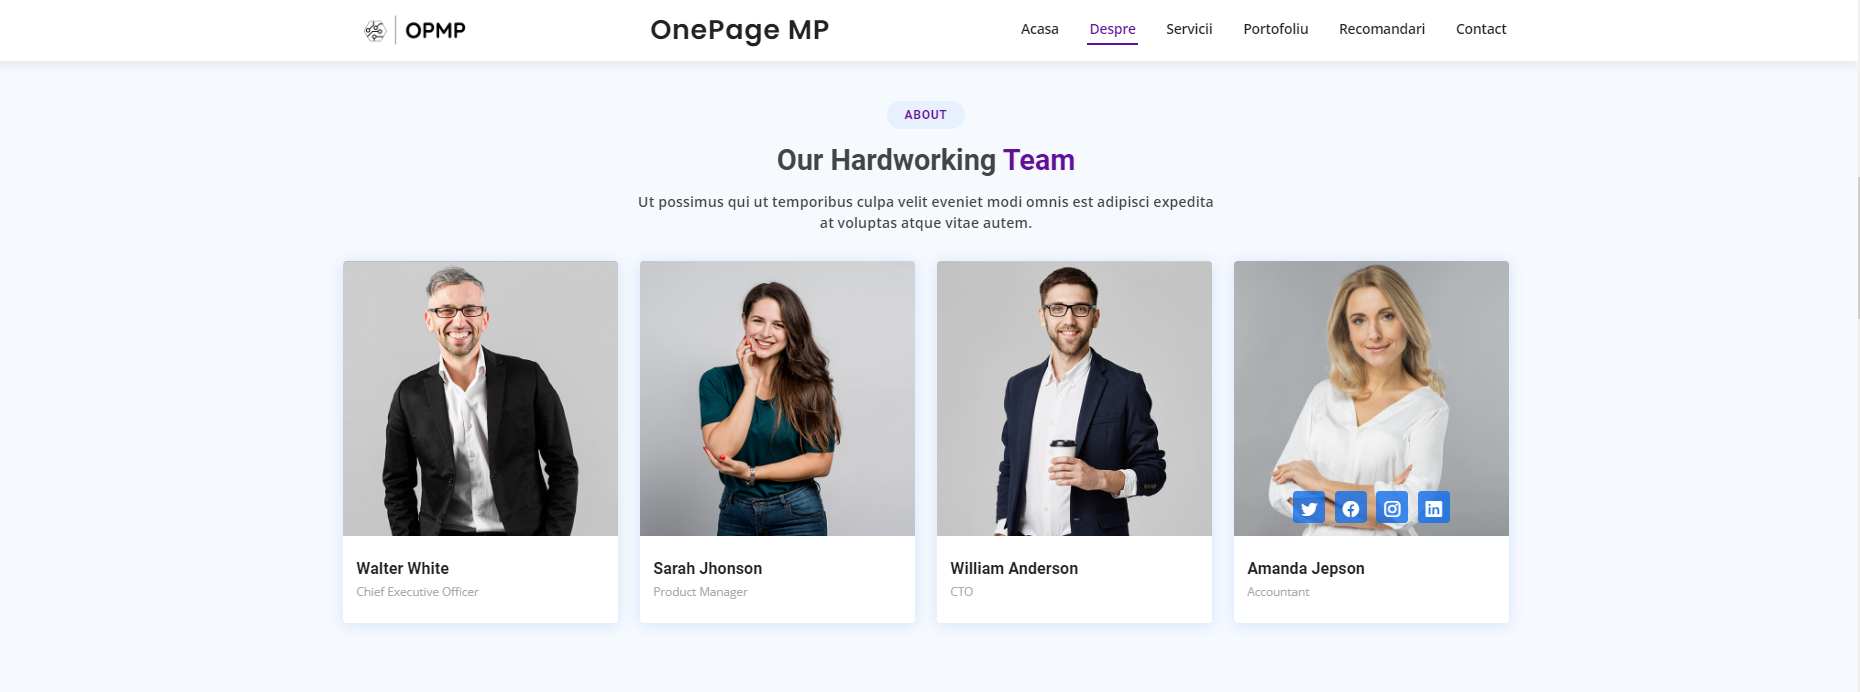 OPMP
OnePage MP
Acasa
Despre
Servicii
Portofoliu
Recomandari
Contact
ABOUT
Our Hardworking Team
Ut possimus qui ut temporibus culpa velit eveniet modi omnis est adipisci expedita
at voluptas atque vitae autem.
in
Walter White
Chief Executive Officer
Sarah Jhonson
Product Manager
William Anderson
CTO
Amanda Jepson
Accountant